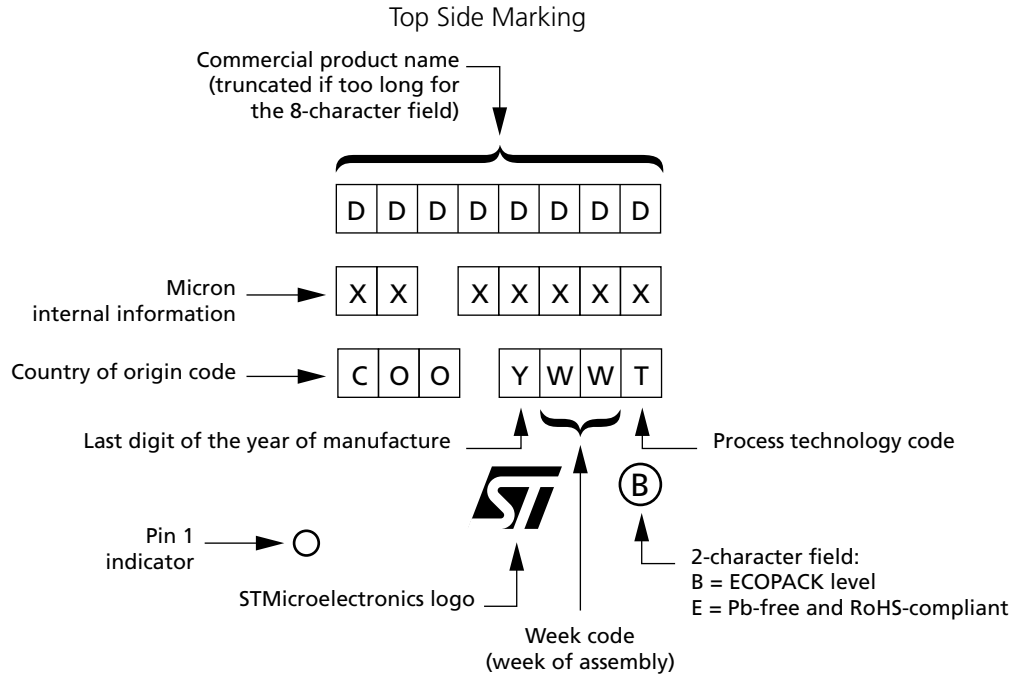 Top Side Marking
Commercial product name
(truncated if too long for
the 8-character field)
D D D D D D D D
Micron
internal information
X X X X X X X
Country of origin code
C O O Y W W T
Last digit of the year of manufacture
Process technology code
ST
B
Pin 1
indicator
2-character field:
B = ECOPACK level
E = Pb-free and RoHS-compliant
STMicroelectronics logo
Week code
(week of assembly)